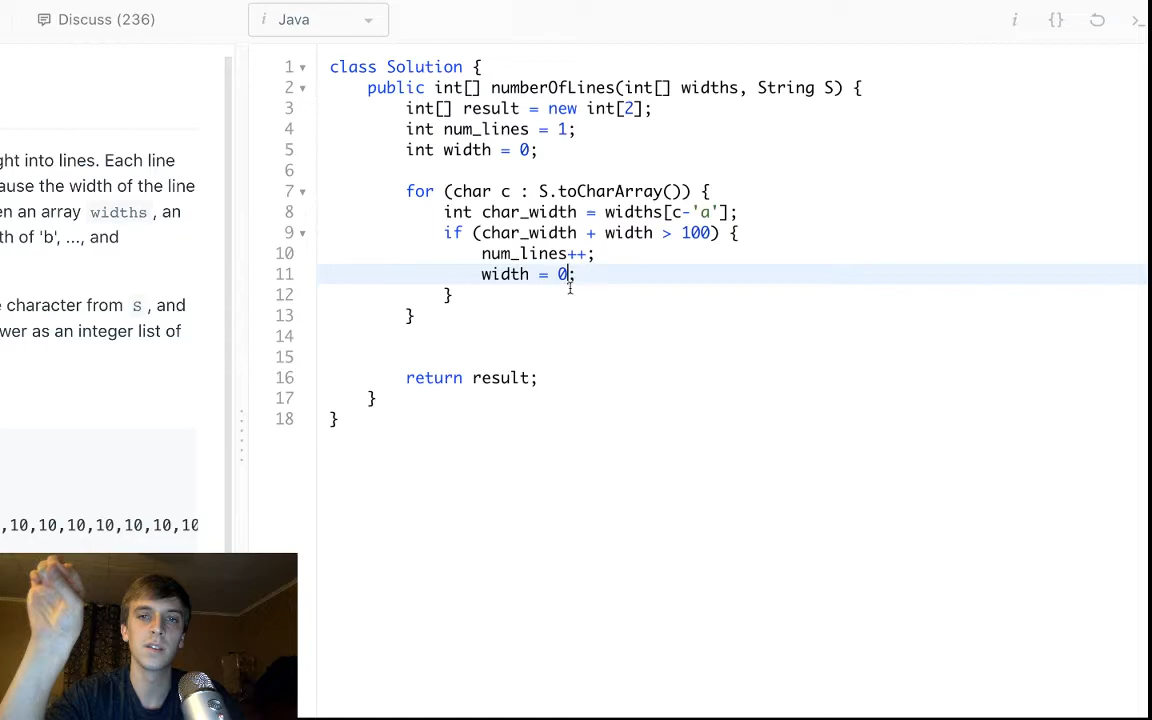 Discuss (236)
i Java
i {} >_
ght into lines. Each line
ause the width of the line
en an array widths , an
th of 'b', ..., and
e character from S , and
wer as an integer list of
,10,10,10,10,10,10,10
1 class Solution {
2 public int[] numberOfLines(int[] widths, String S) {
3 int[] result = new int[2];
4 int num_lines = 1;
5 int width = 0;
6
7 for (char c : S.toCharArray()) {
8 int char_width = widths[c-'a'];
9 if (char_width + width > 100) {
10 num_lines++;
11 width = 0;
12 }
13 }
14
15
16 return result;
17 }
18 }